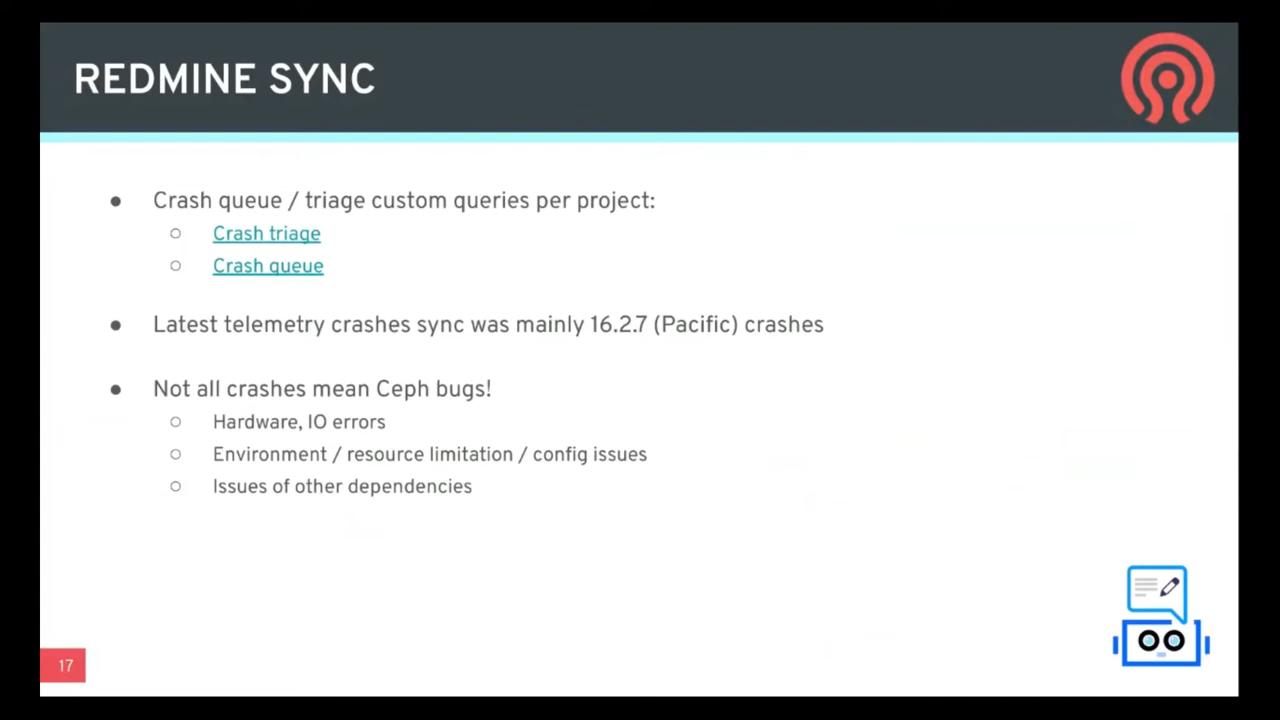 REDMINE SYNC
● Crash queue / triage custom queries per project:
○ Crash triage
○ Crash queue
● Latest telemetry crashes sync was mainly 16.2.7 (Pacific) crashes
● Not all crashes mean Ceph bugs!
○ Hardware, IO errors
○ Environment / resource limitation / config issues
○ Issues of other dependencies
17